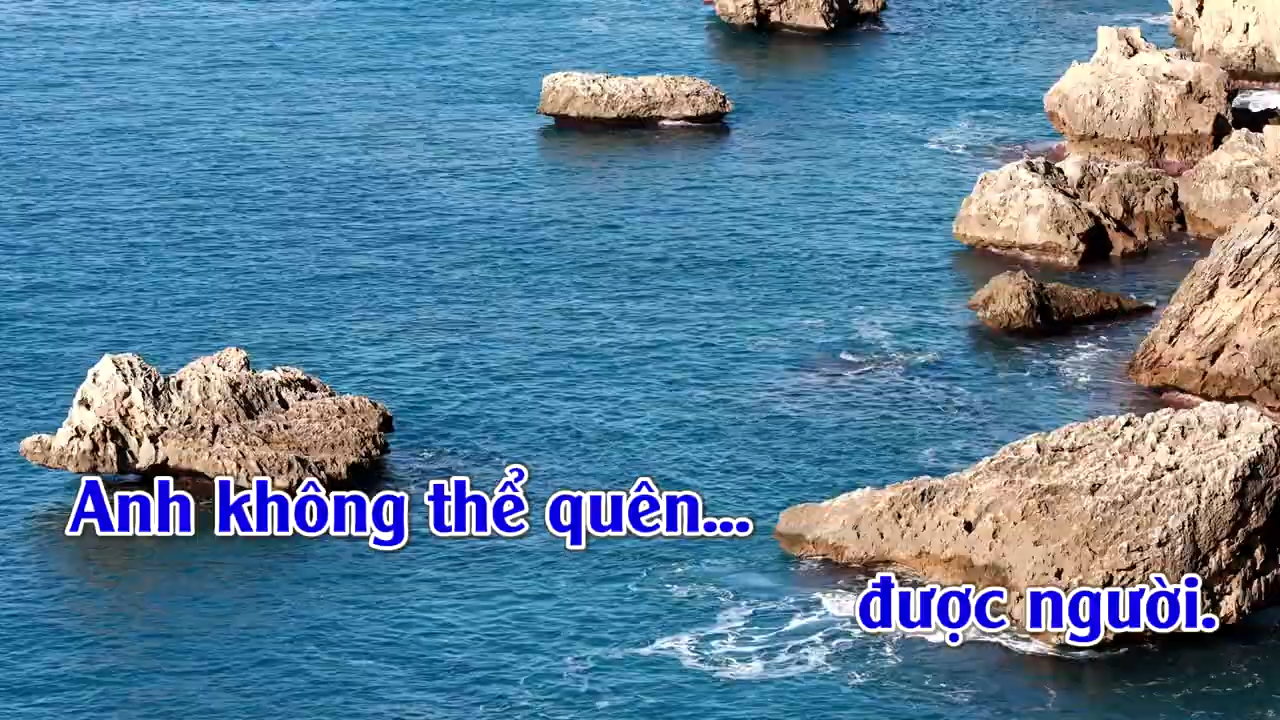 Anh không thể quên...
được người.